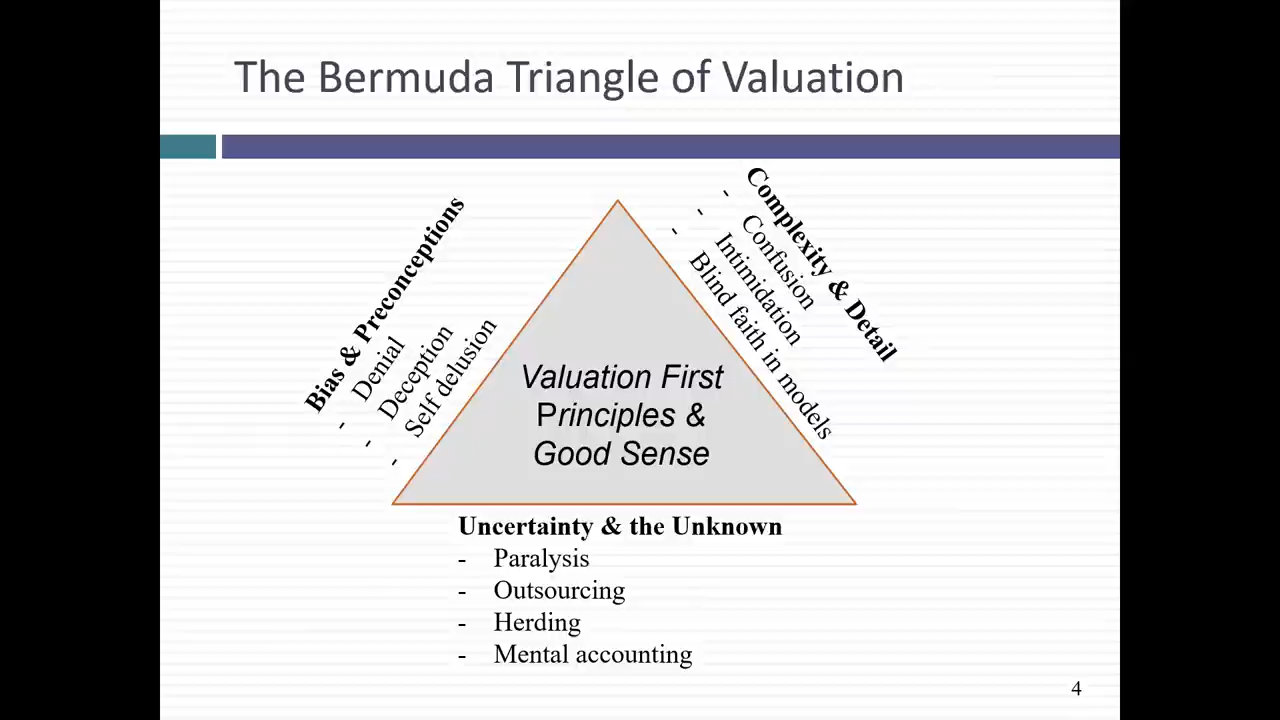 The Bermuda Triangle of Valuation
Bias & Preconceptions
- Denial
- Deception
- Self delusion
Complexity & Detail
- Confusion
- Intimidation
- Blind faith in models
Valuation First
Principles &
Good Sense
Uncertainty & the Unknown
- Paralysis
- Outsourcing
- Herding
- Mental accounting
4